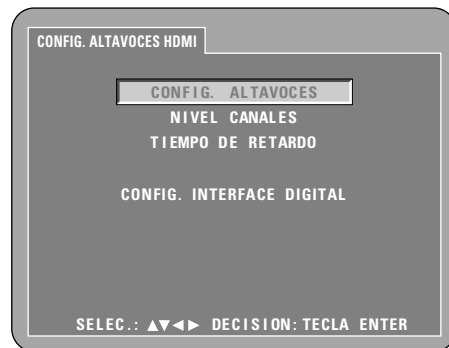 CONFIG. ALTAVOCES HDMI
CONFIG. ALTAVOCES
NIVEL CANALES
TIEMPO DE RETARDO
CONFIG. INTERFACE DIGITAL
SELEC.: ▲▼◀▶ DECISION: TECLA ENTER